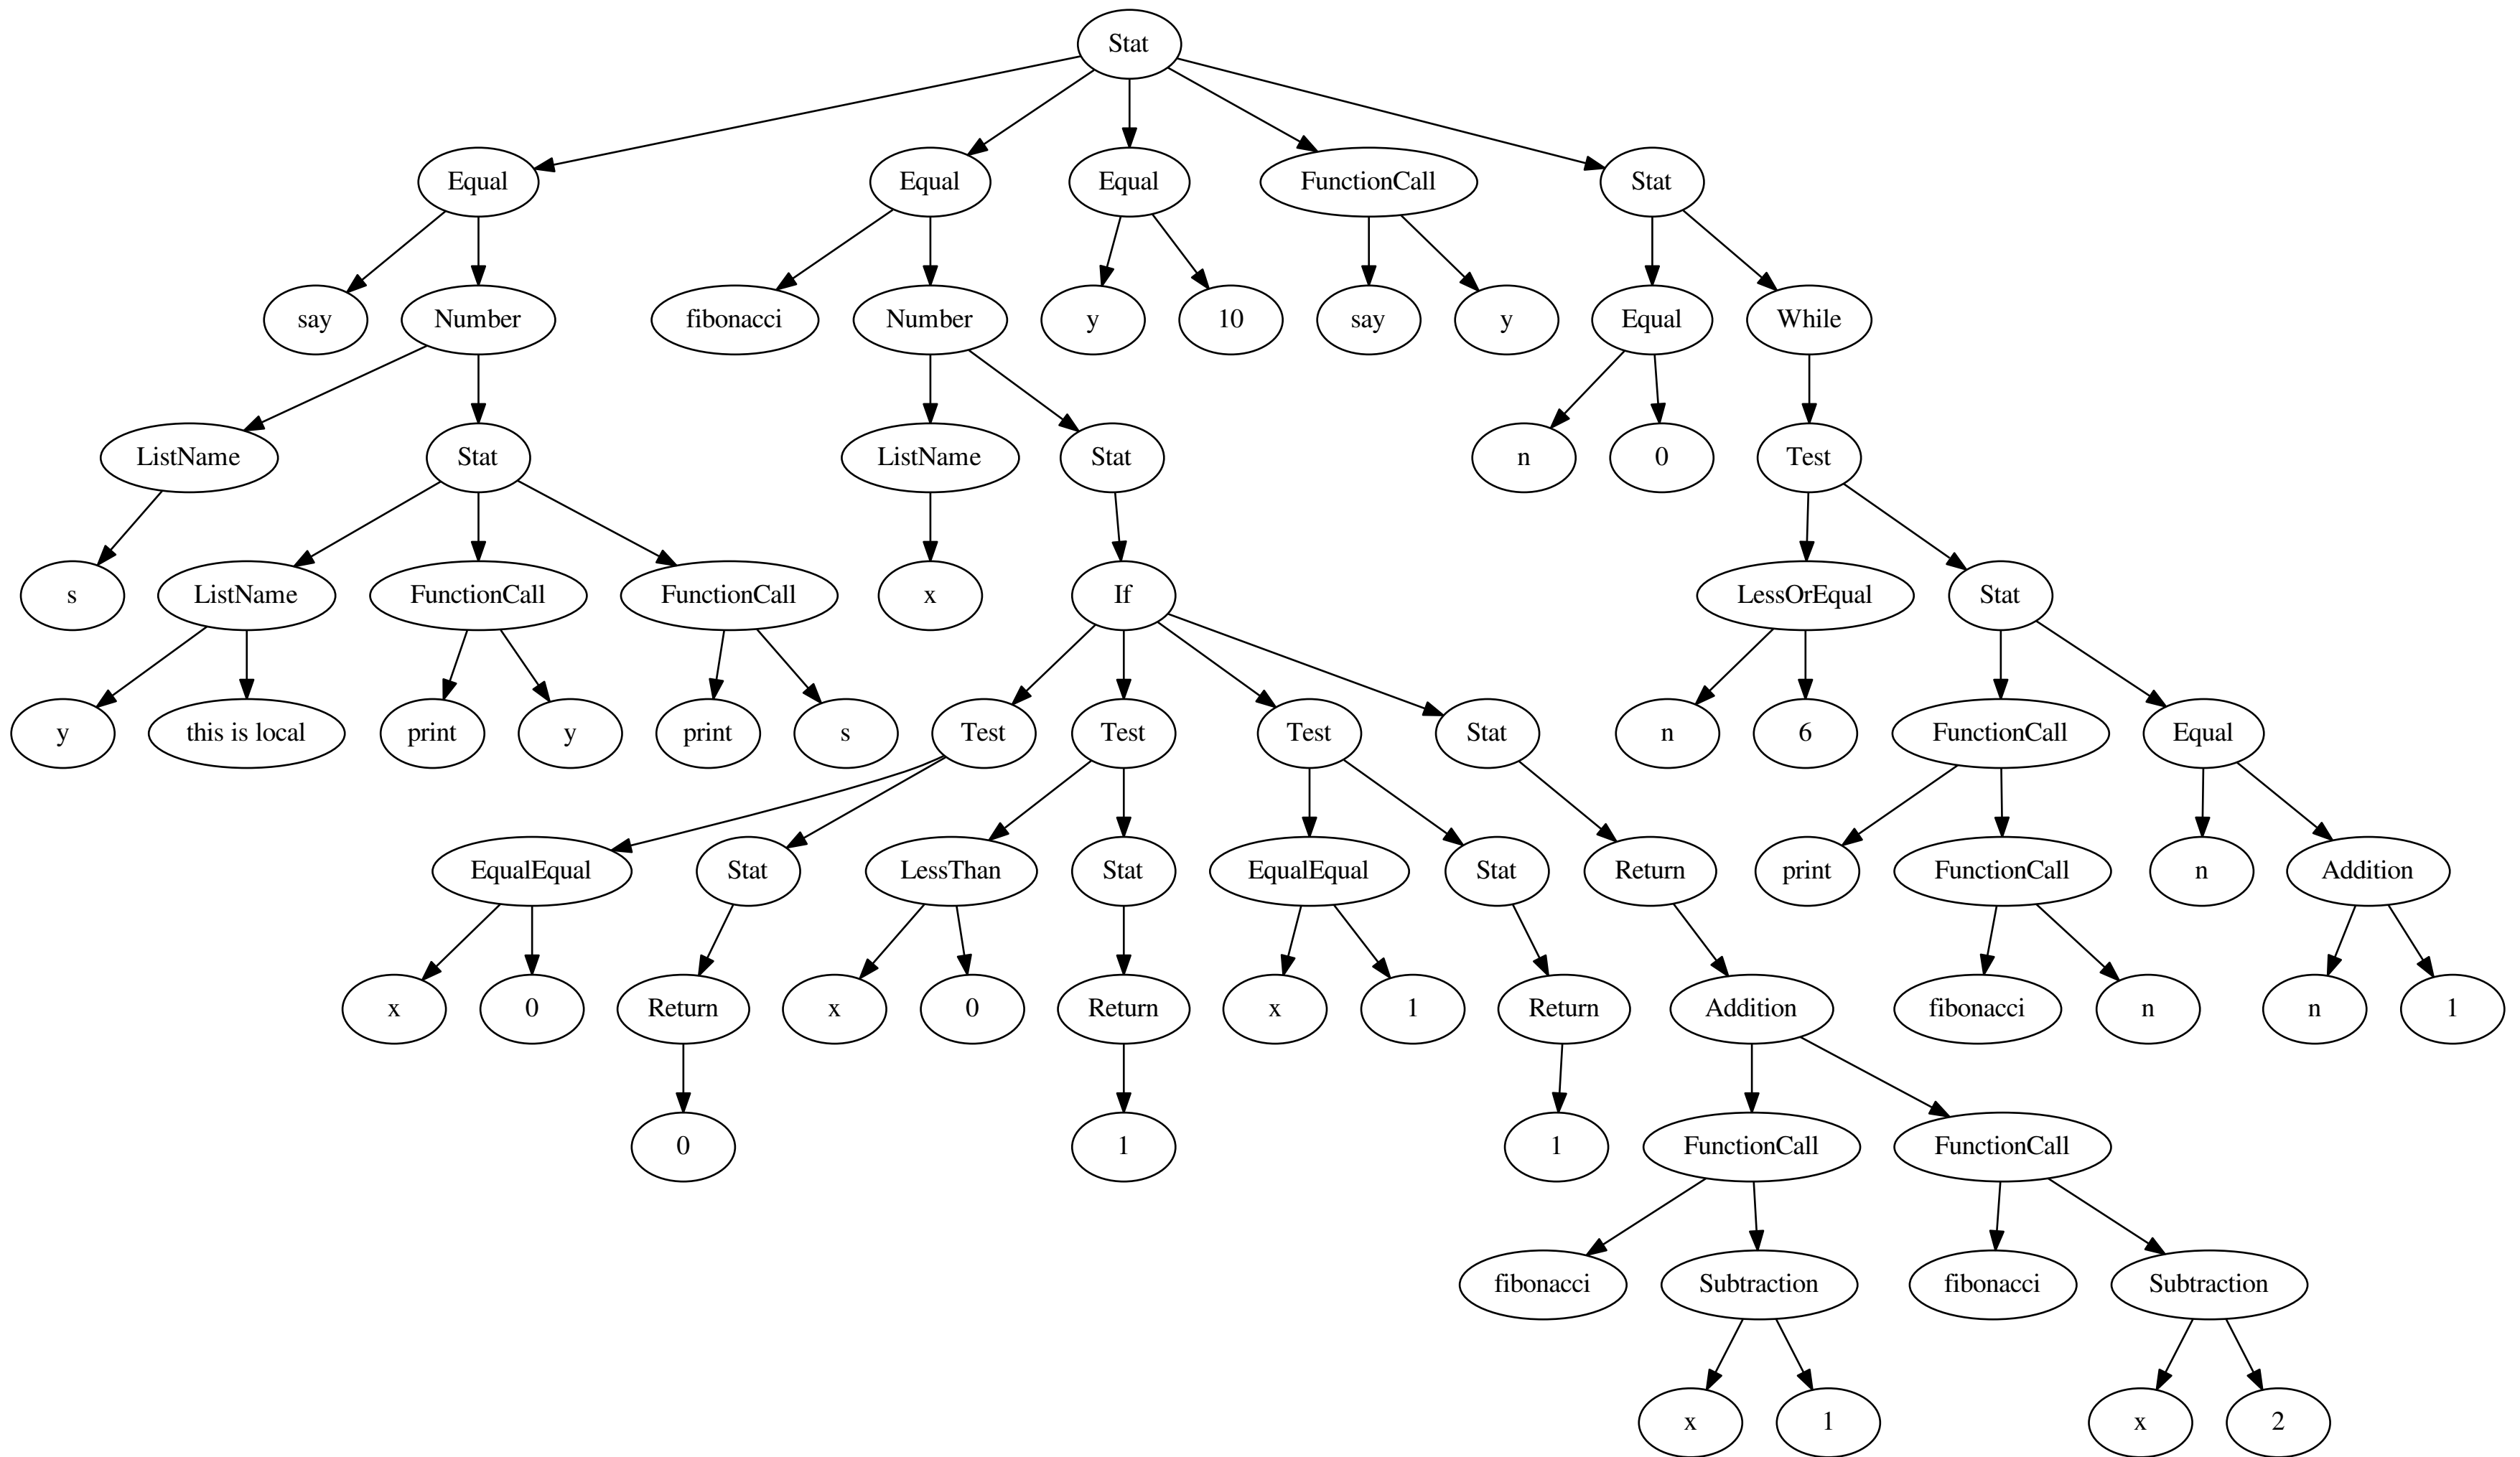 Stat
Equal Equal Equal FunctionCall Stat
say Number fibonacci Number y 10 say y Equal While
ListName Stat ListName Stat n 0 Test
s ListName FunctionCall FunctionCall x If LessOrEqual Stat
y this is local print y print s Test Test Test Stat n 6 FunctionCall Equal
EqualEqual Stat LessThan Stat EqualEqual Stat Return print FunctionCall n Addition
x 0 Return x 0 Return x 1 Return Addition fibonacci n n 1
0 1 1 FunctionCall FunctionCall
fibonacci Subtraction fibonacci Subtraction
x 1 x 2